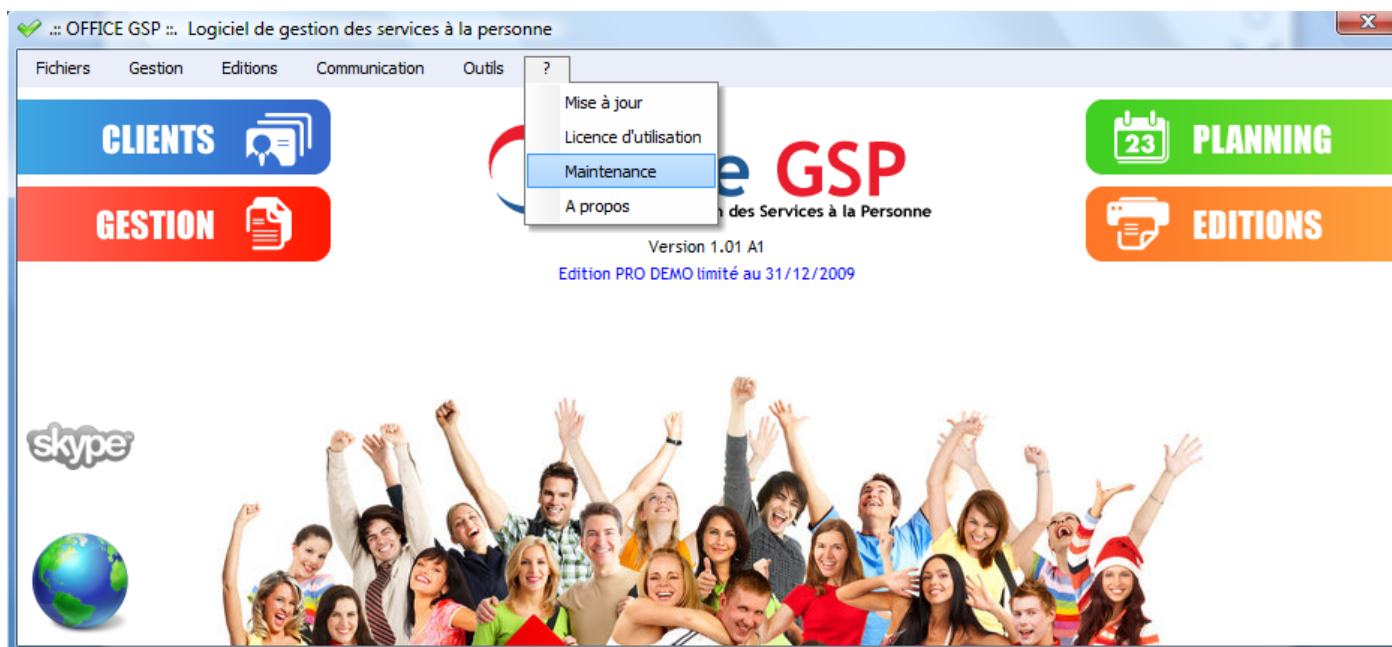 .:: OFFICE GSP ::. Logiciel de gestion des services à la personne
X
Fichiers Gestion Editions Communication Outils ?
Mise à jour
Licence d'utilisation
Maintenance
A propos
CLIENTS
GESTION
e GSP
des Services à la Personne
Version 1.01 A1
Edition PRO DEMO limité au 31/12/2009
23 PLANNING
EDITIONS
skype